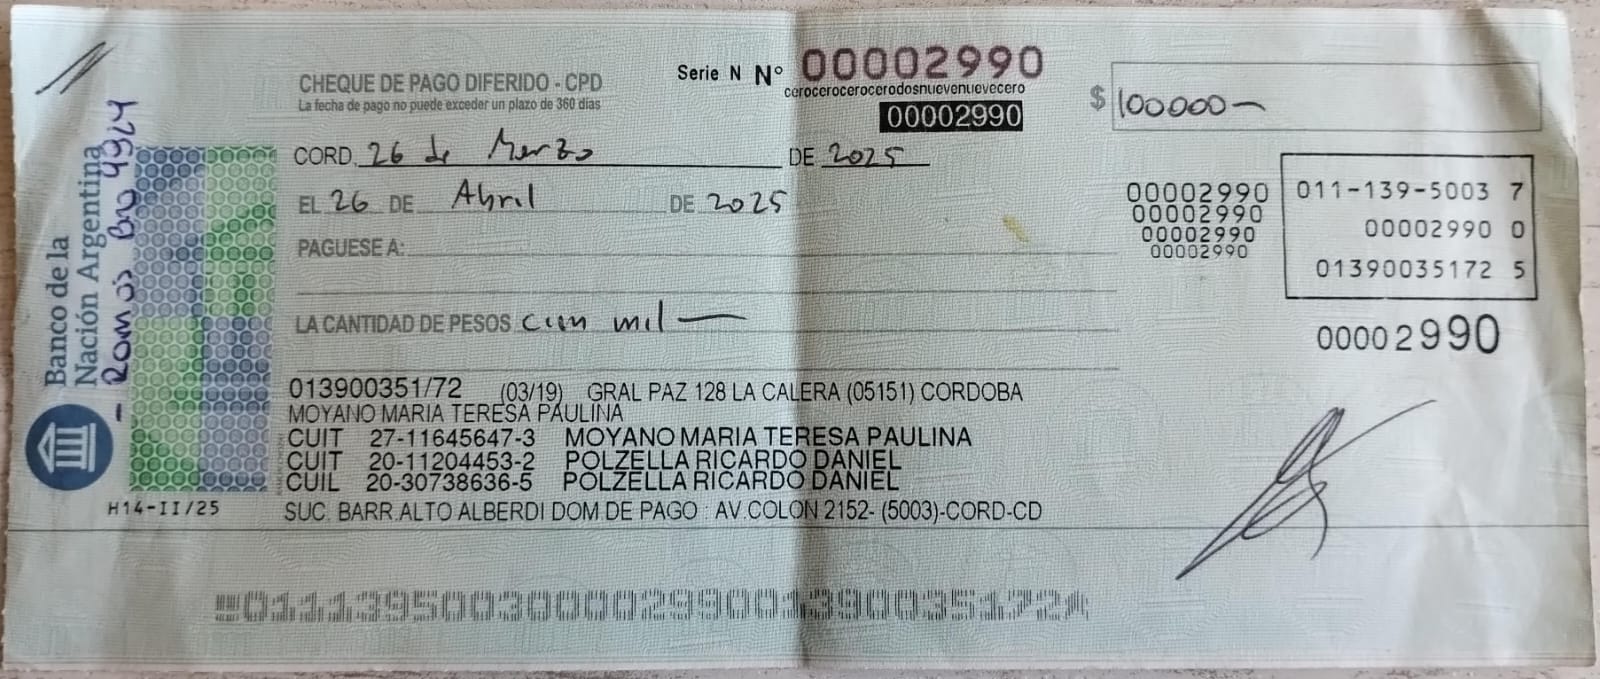 CHEQUE DE PAGO DIFERIDO - CPD
La fecha de pago no puede exceder un plazo de 360 días
Serie N Nº 00002990
cerocerocerocerodosnuevenuevecero
00002990
$ 100000-
CORD, 26 de Marzo DE 2025
EL 26 DE Abril DE 2025
PAGUESE A:
LA CANTIDAD DE PESOS cien mil
00002990
00002990
00002990
00002990
011-139-5003 7
00002990 0
01390035172 5
00002990
013900351/72 (03/19) GRAL PAZ 128 LA CALERA (05151) CORDOBA
MOYANO MARIA TERESA PAULINA
CUIT 27-11645647-3 MOYANO MARIA TERESA PAULINA
CUIT 20-11204453-2 POLZELLA RICARDO DANIEL
CUIL 20-30738636-5 POLZELLA RICARDO DANIEL
SUC. BARR.ALTO ALBERDI DOM.DE PAGO : AV.COLON 2152- (5003)-CORD-CD
Banco de la
Nación Argentina
H14-II/25
01113950030000299001390035172